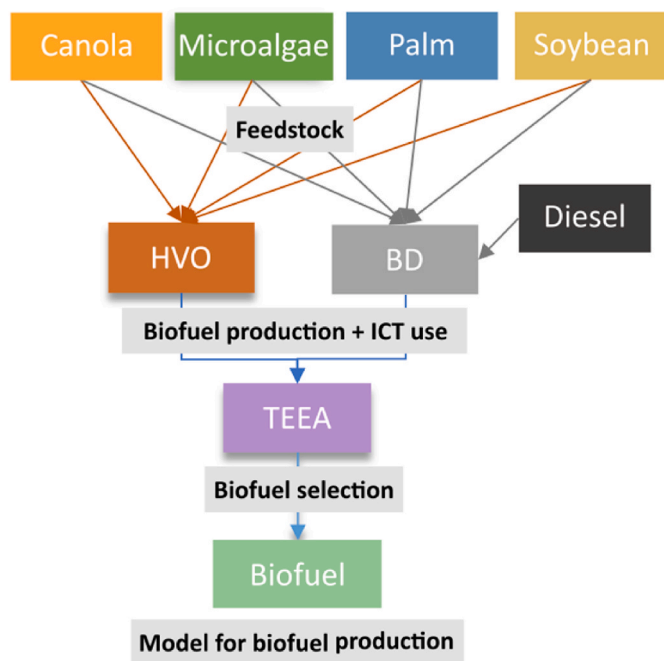 Canola Microalgae Palm Soybean
Feedstock
Diesel
HVO BD
Biofuel production + ICT use
TEEA
Biofuel selection
Biofuel
Model for biofuel production